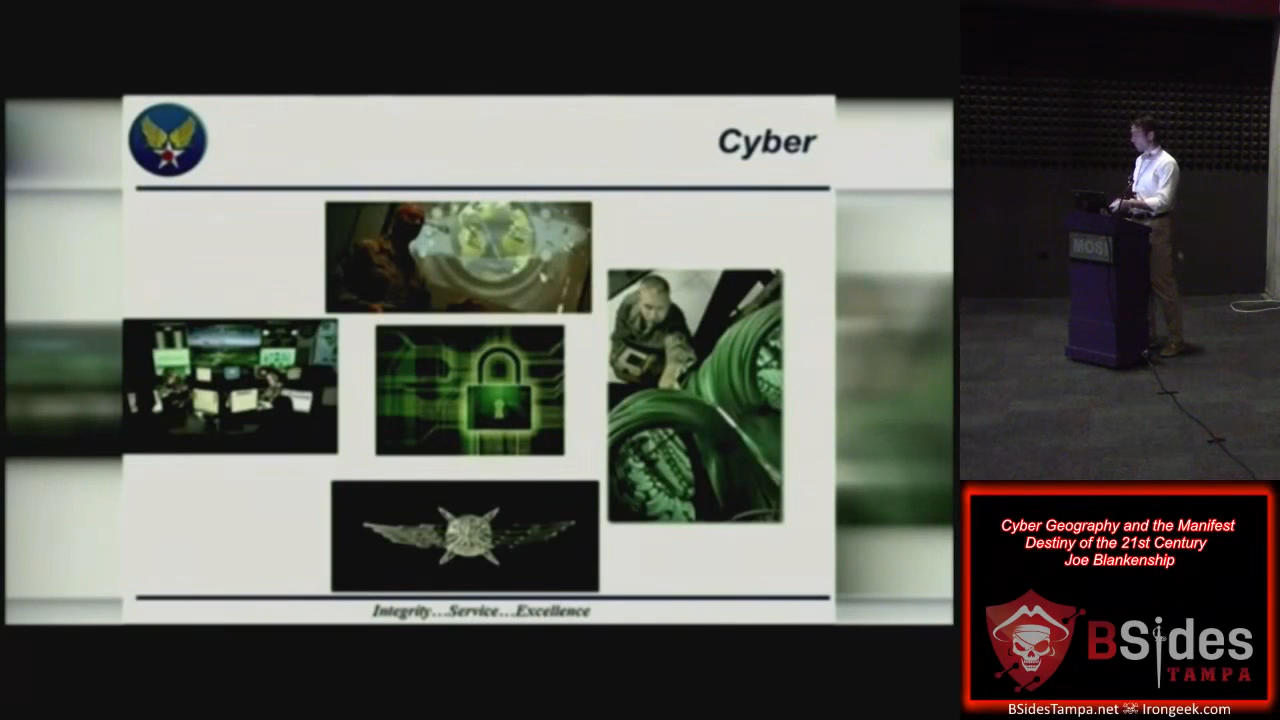 Cyber
Integrity...Service...Excellence
MOSI
Cyber Geography and the Manifest
Destiny of the 21st Century
Joe Blankenship
BSides
TAMPA
BSidesTampa.net Irongeek.com